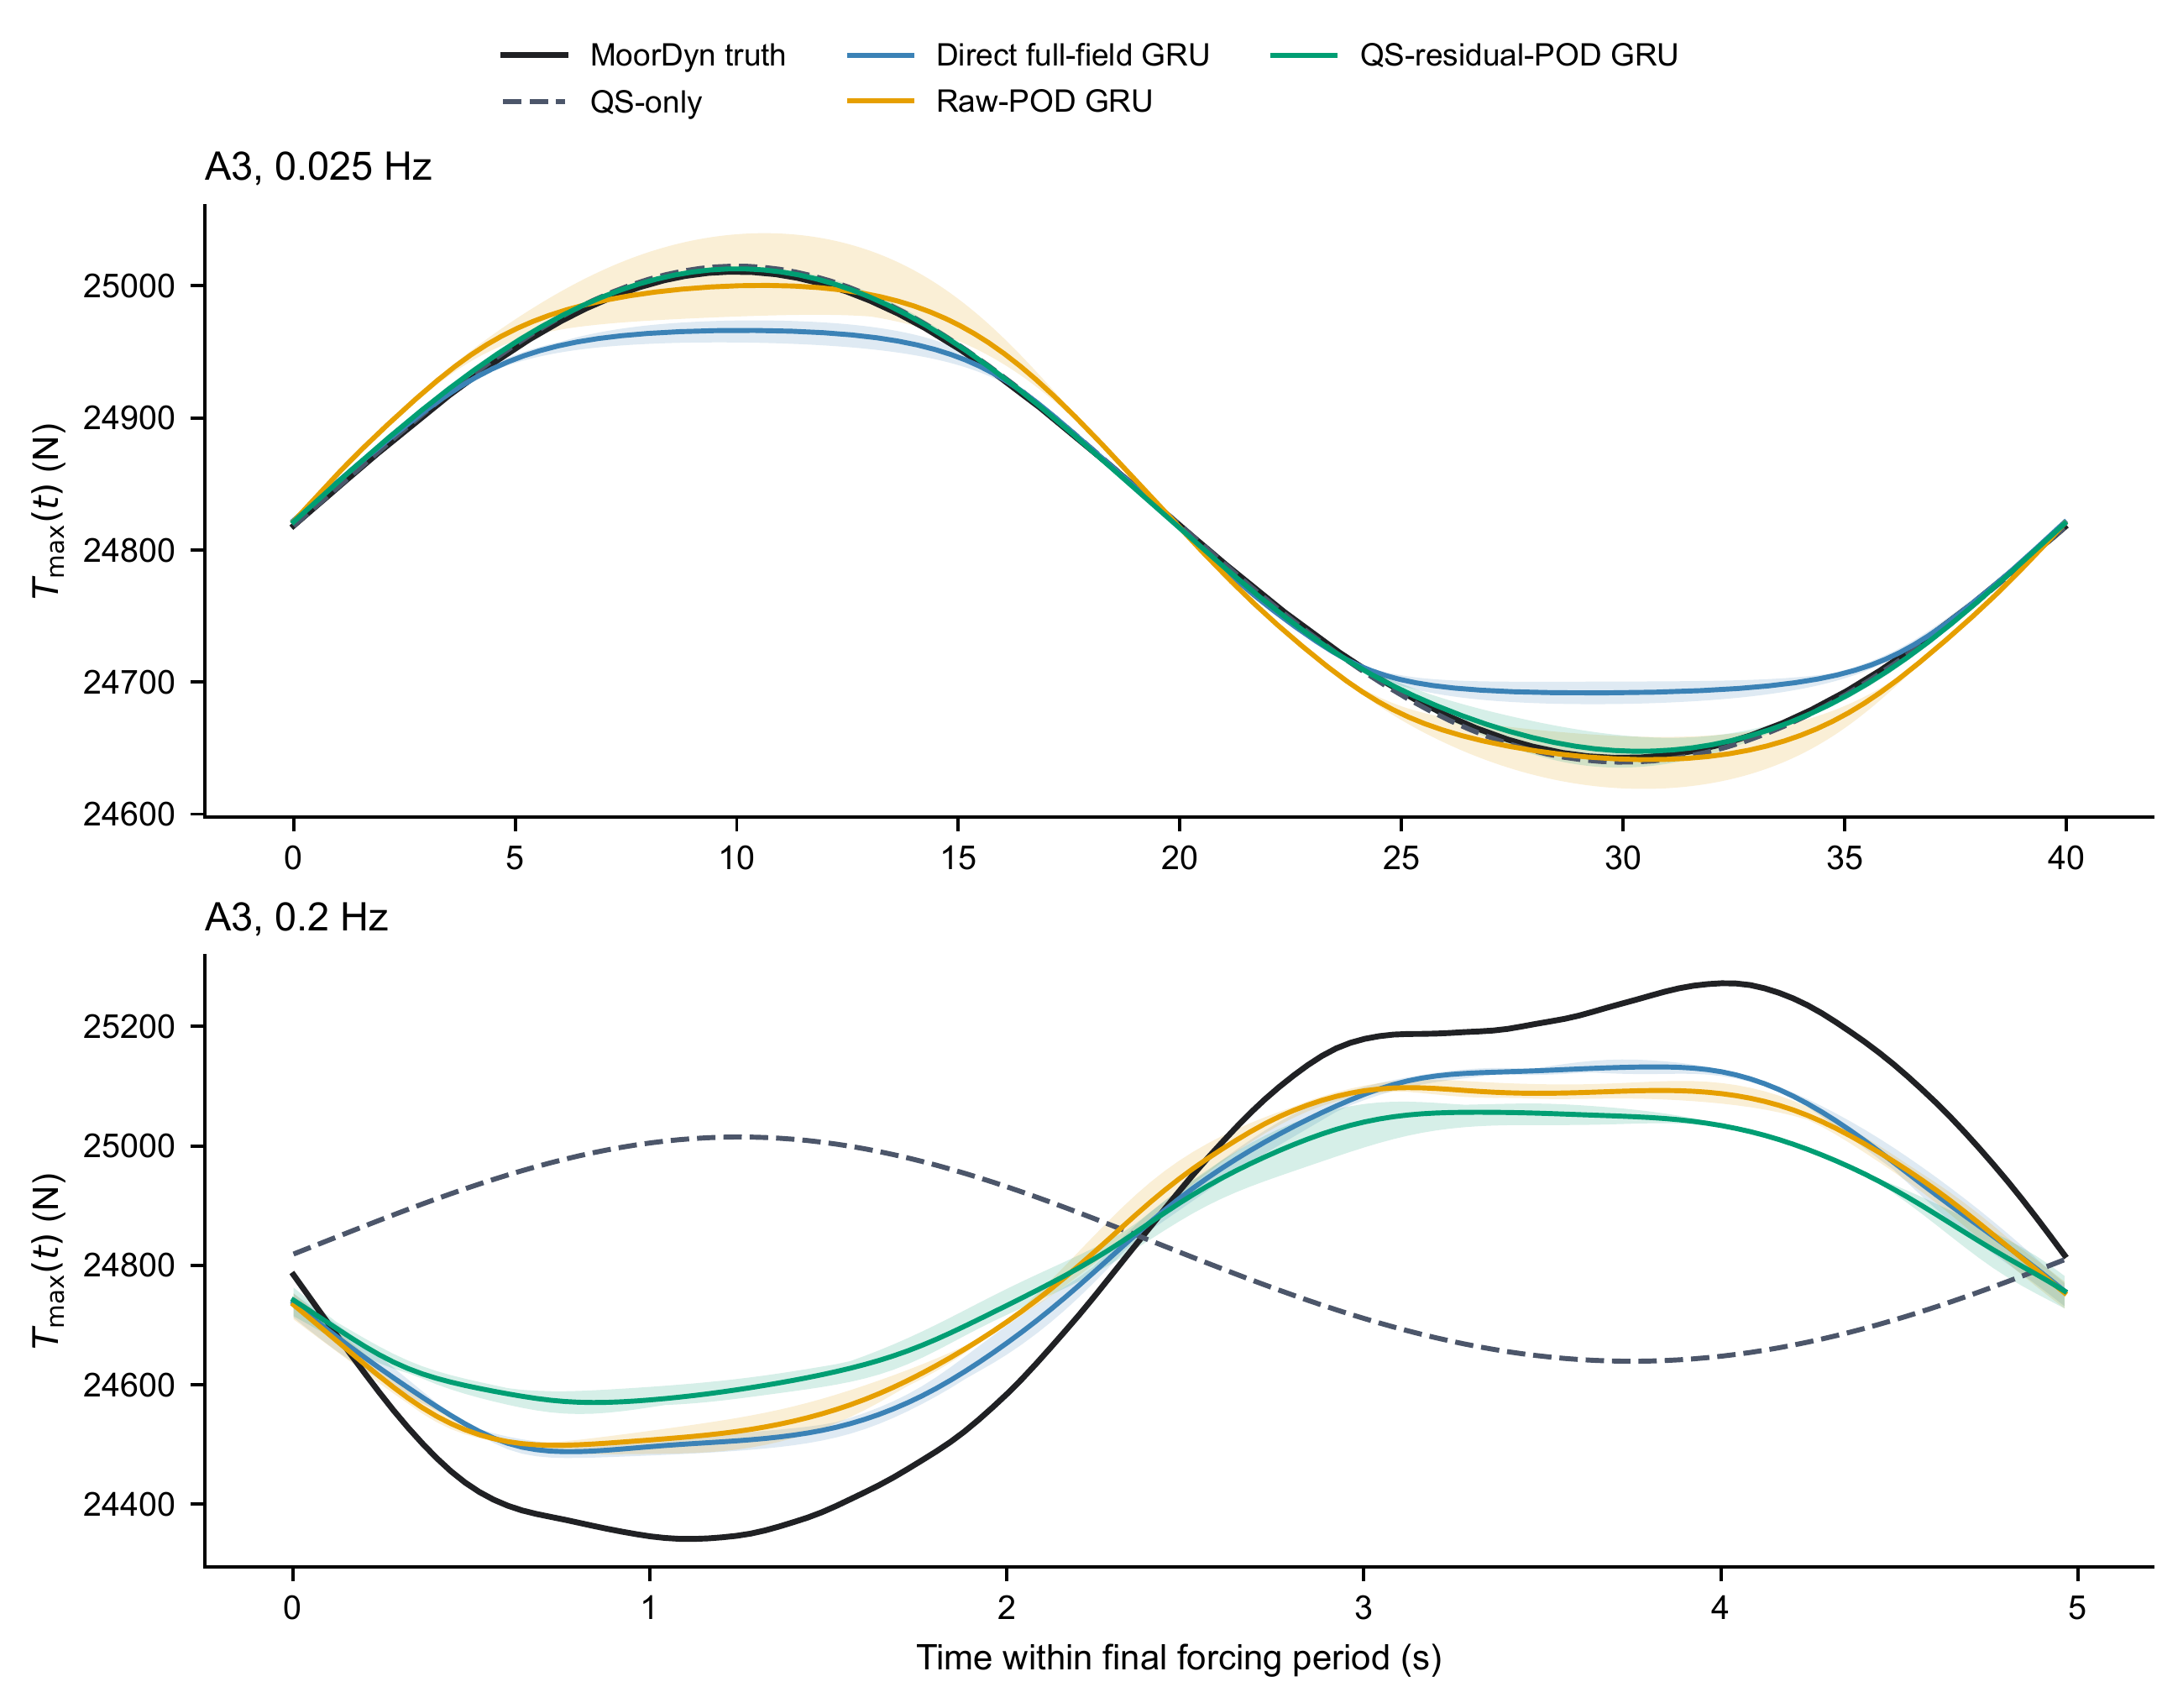 MoorDyn truth Direct full-field GRU QS-residual-POD GRU
QS-only Raw-POD GRU
A3, 0.025 Hz
25000
24900
24800
24700
24600
T_max(t) (N)
0 5 10 15 20 25 30 35 40
A3, 0.2 Hz
25200
25000
24800
24600
24400
T_max(t) (N)
0 1 2 3 4 5
Time within final forcing period (s)